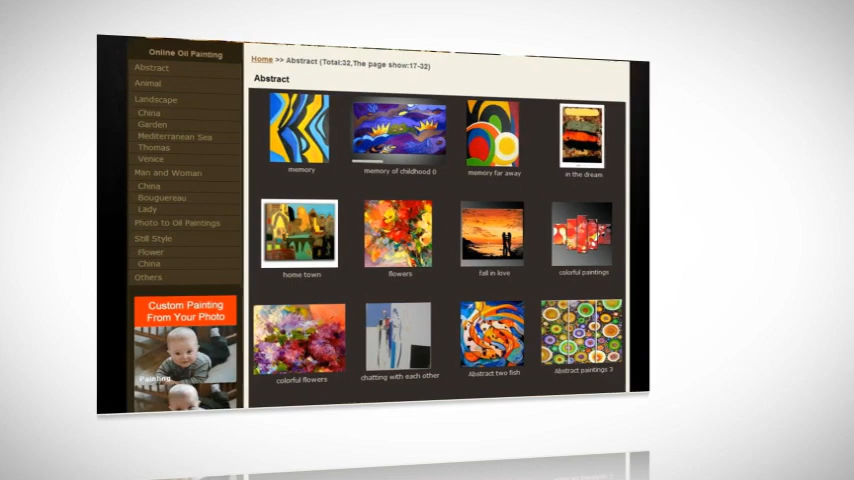 Online Oil Painting
Abstract
Animal
Landscape
China
Garden
Mediterranean Sea
Thomas
Venice
Man and Woman
China
Bouguereau
Lady
Photo to Oil Paintings
Still Style
Flower
China
Others
Custom Painting
From Your Photo
Painting
Home >> Abstract (Total:32,The page show:17-32)
Abstract
memory
memory of childhood 0
memory far away
in the dream
home town
flowers
fall in love
colorful paintings
colorful flowers
chatting with each other
Abstract two fish
Abstract paintings 3